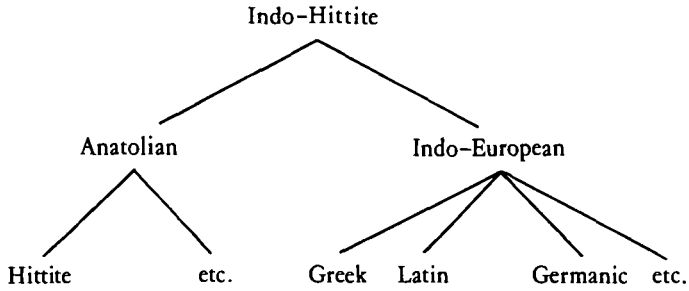 Indo-Hittite
Anatolian Indo-European
Hittite etc. Greek Latin Germanic etc.